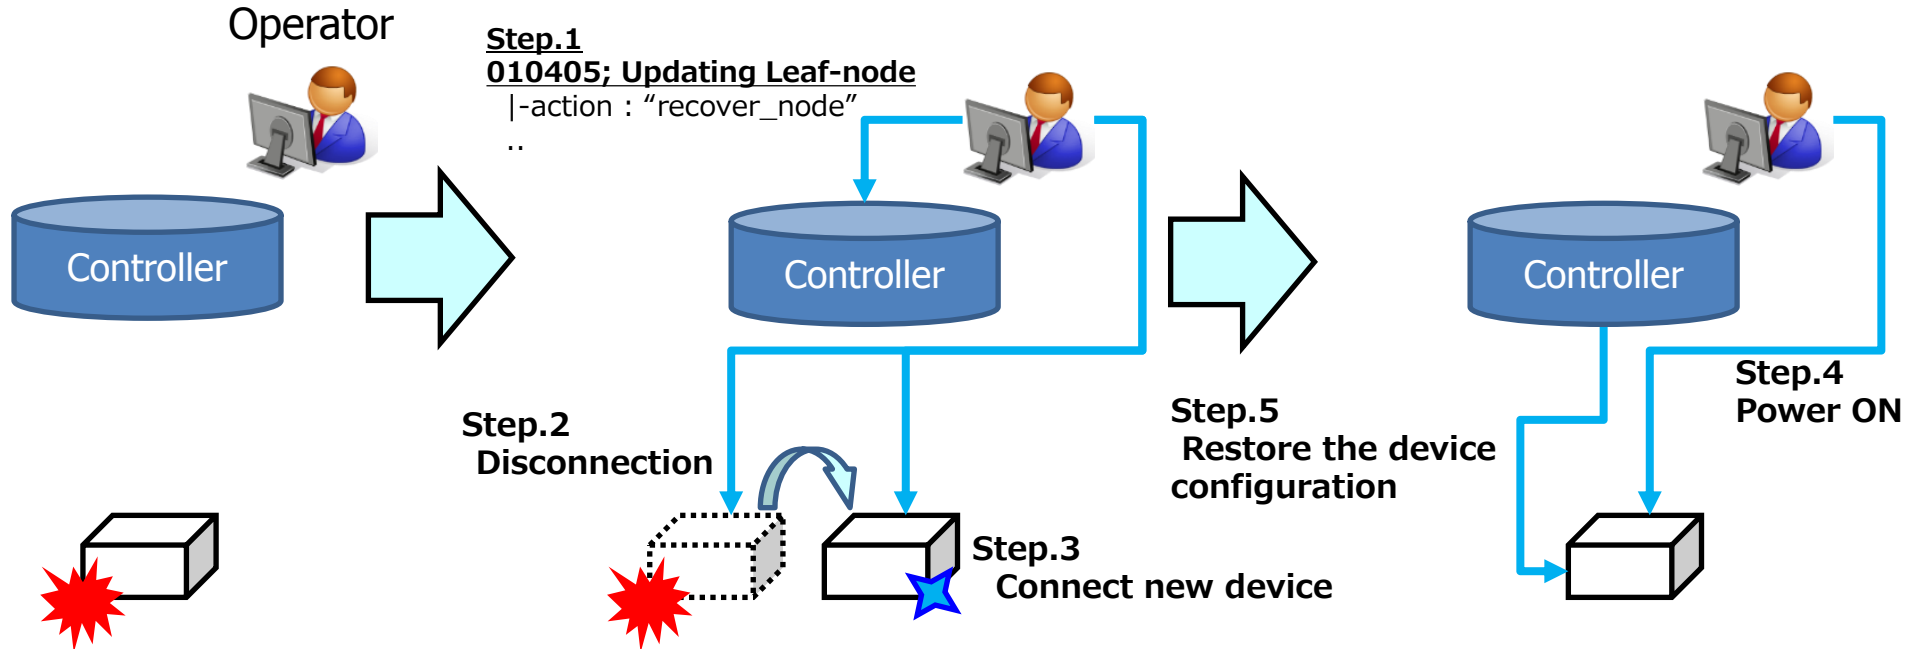 Operator
Controller
Step.1
010405; Updating Leaf-node
|-action : “recover_node”
..
Controller
Step.2
Disconnection
Step.3
Connect new device
Controller
Step.4
Power ON
Step.5
Restore the device
configuration